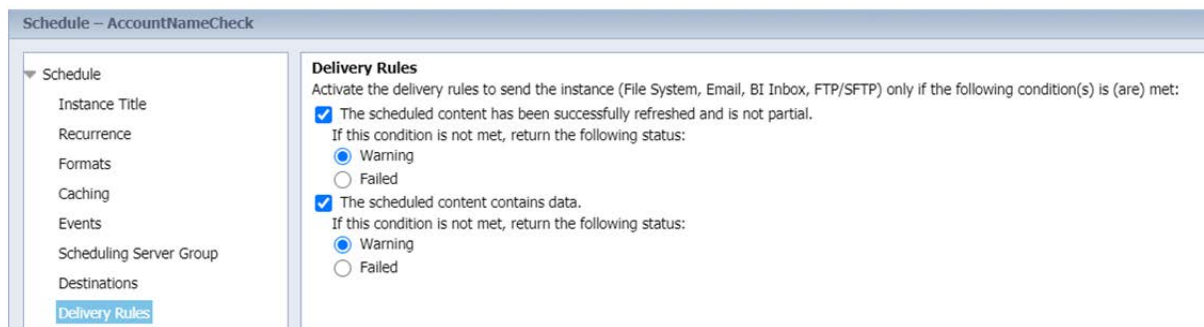 Schedule – AccountNameCheck
Schedule
Instance Title
Recurrence
Formats
Caching
Events
Scheduling Server Group
Destinations
Delivery Rules
Delivery Rules
Activate the delivery rules to send the instance (File System, Email, BI Inbox, FTP/SFTP) only if the following condition(s) is (are) met:
The scheduled content has been successfully refreshed and is not partial.
If this condition is not met, return the following status:
Warning
Failed
The scheduled content contains data.
If this condition is not met, return the following status:
Warning
Failed